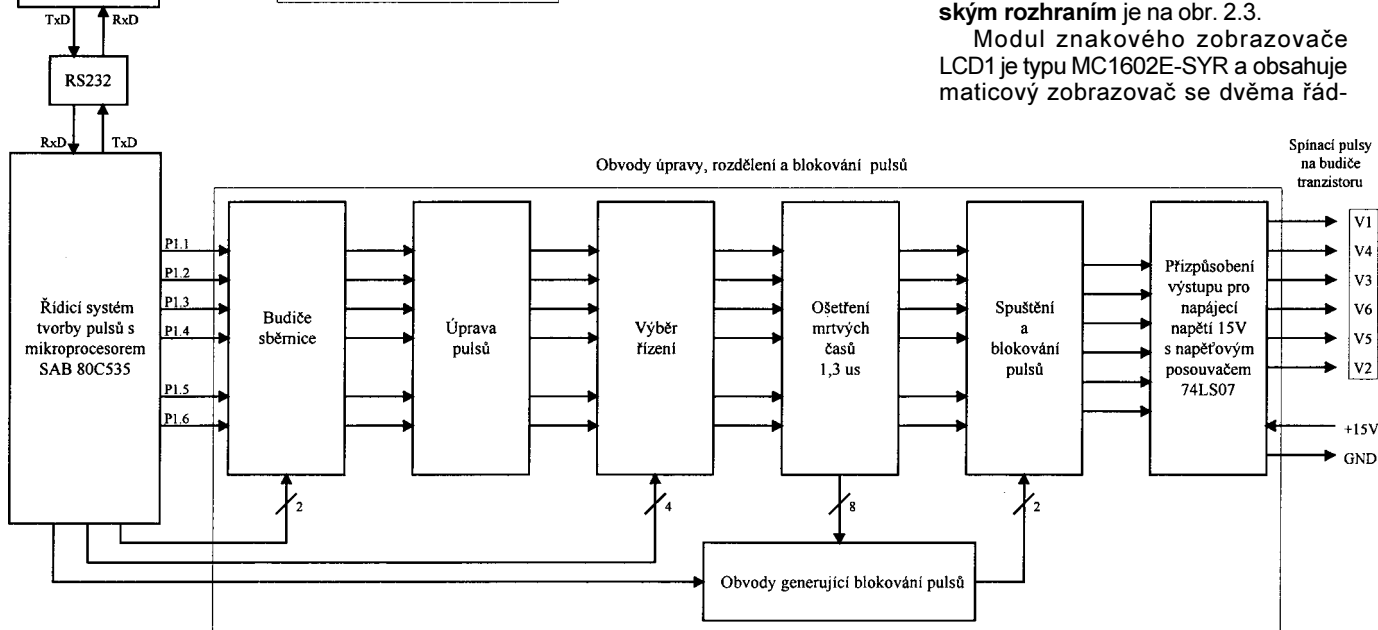 TxD
RxD
ským rozhraním je na obr. 2.3.
Modul znakového zobrazovače
LCD1 je typu MC1602E-SYR a obsahuje
maticový zobrazovač se dvěma řád-
RS232
RxD
TxD
Obvody úpravy, rozdělení a blokování pulsů
Spínací pulsy
na budiče
tranzistoru
Řídicí systém
tvorby pulsů s
mikroprocesorem
SAB 80C535
P1.1
P1.2
P1.3
P1.4
P1.5
P1.6
Budiče
sběrnice
Úprava
pulsů
Výběr
řízení
Ošetření
mrtvých
časů
1,3 us
Spuštění
a
blokování
pulsů
Přizpůsobení
výstupu pro
napájecí
napětí 15V
s napěťovým
posouvačem
74LS07
V1
V4
V3
V6
V5
V2
+15V
GND
2
4
8
2
Obvody generující blokování pulsů